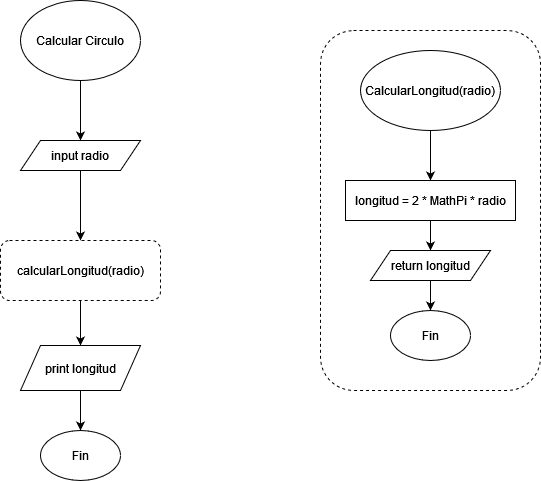 Calcular Circulo
input radio
calcularLongitud(radio)
print longitud
Fin
CalcularLongitud(radio)
longitud = 2 * MathPi * radio
return longitud
Fin